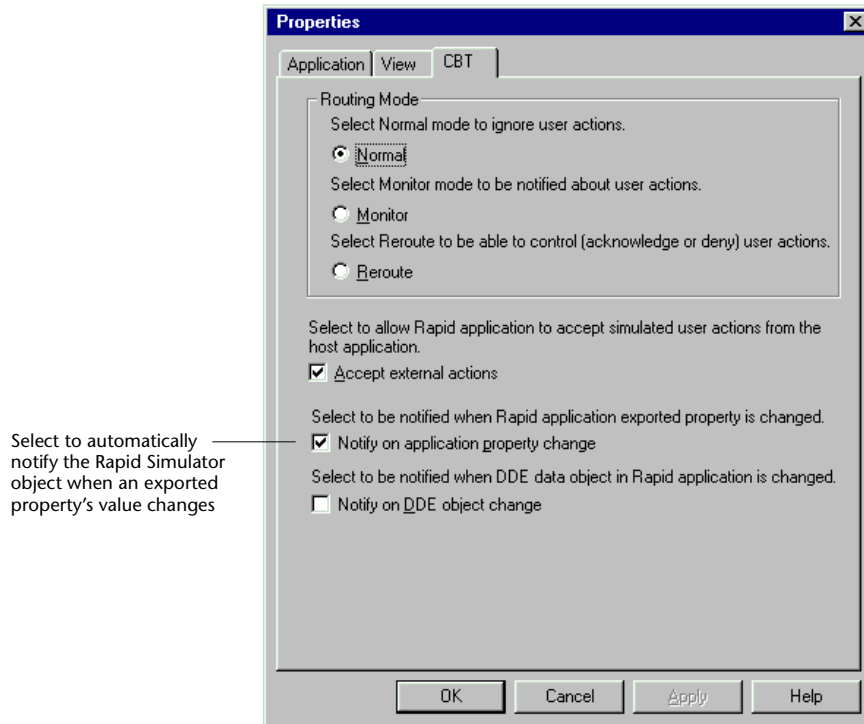 Properties
Application View CBT
Routing Mode
Select Normal mode to ignore user actions.
Normal
Select Monitor mode to be notified about user actions.
Monitor
Select Reroute to be able to control (acknowledge or deny) user actions.
Reroute
Select to allow Rapid application to accept simulated user actions from the
host application.
Accept external actions
Select to be notified when Rapid application exported property is changed.
Notify on application property change
Select to be notified when DDE data object in Rapid application is changed.
Notify on DDE object change
Select to automatically
notify the Rapid Simulator
object when an exported
property’s value changes
OK Cancel Apply Help